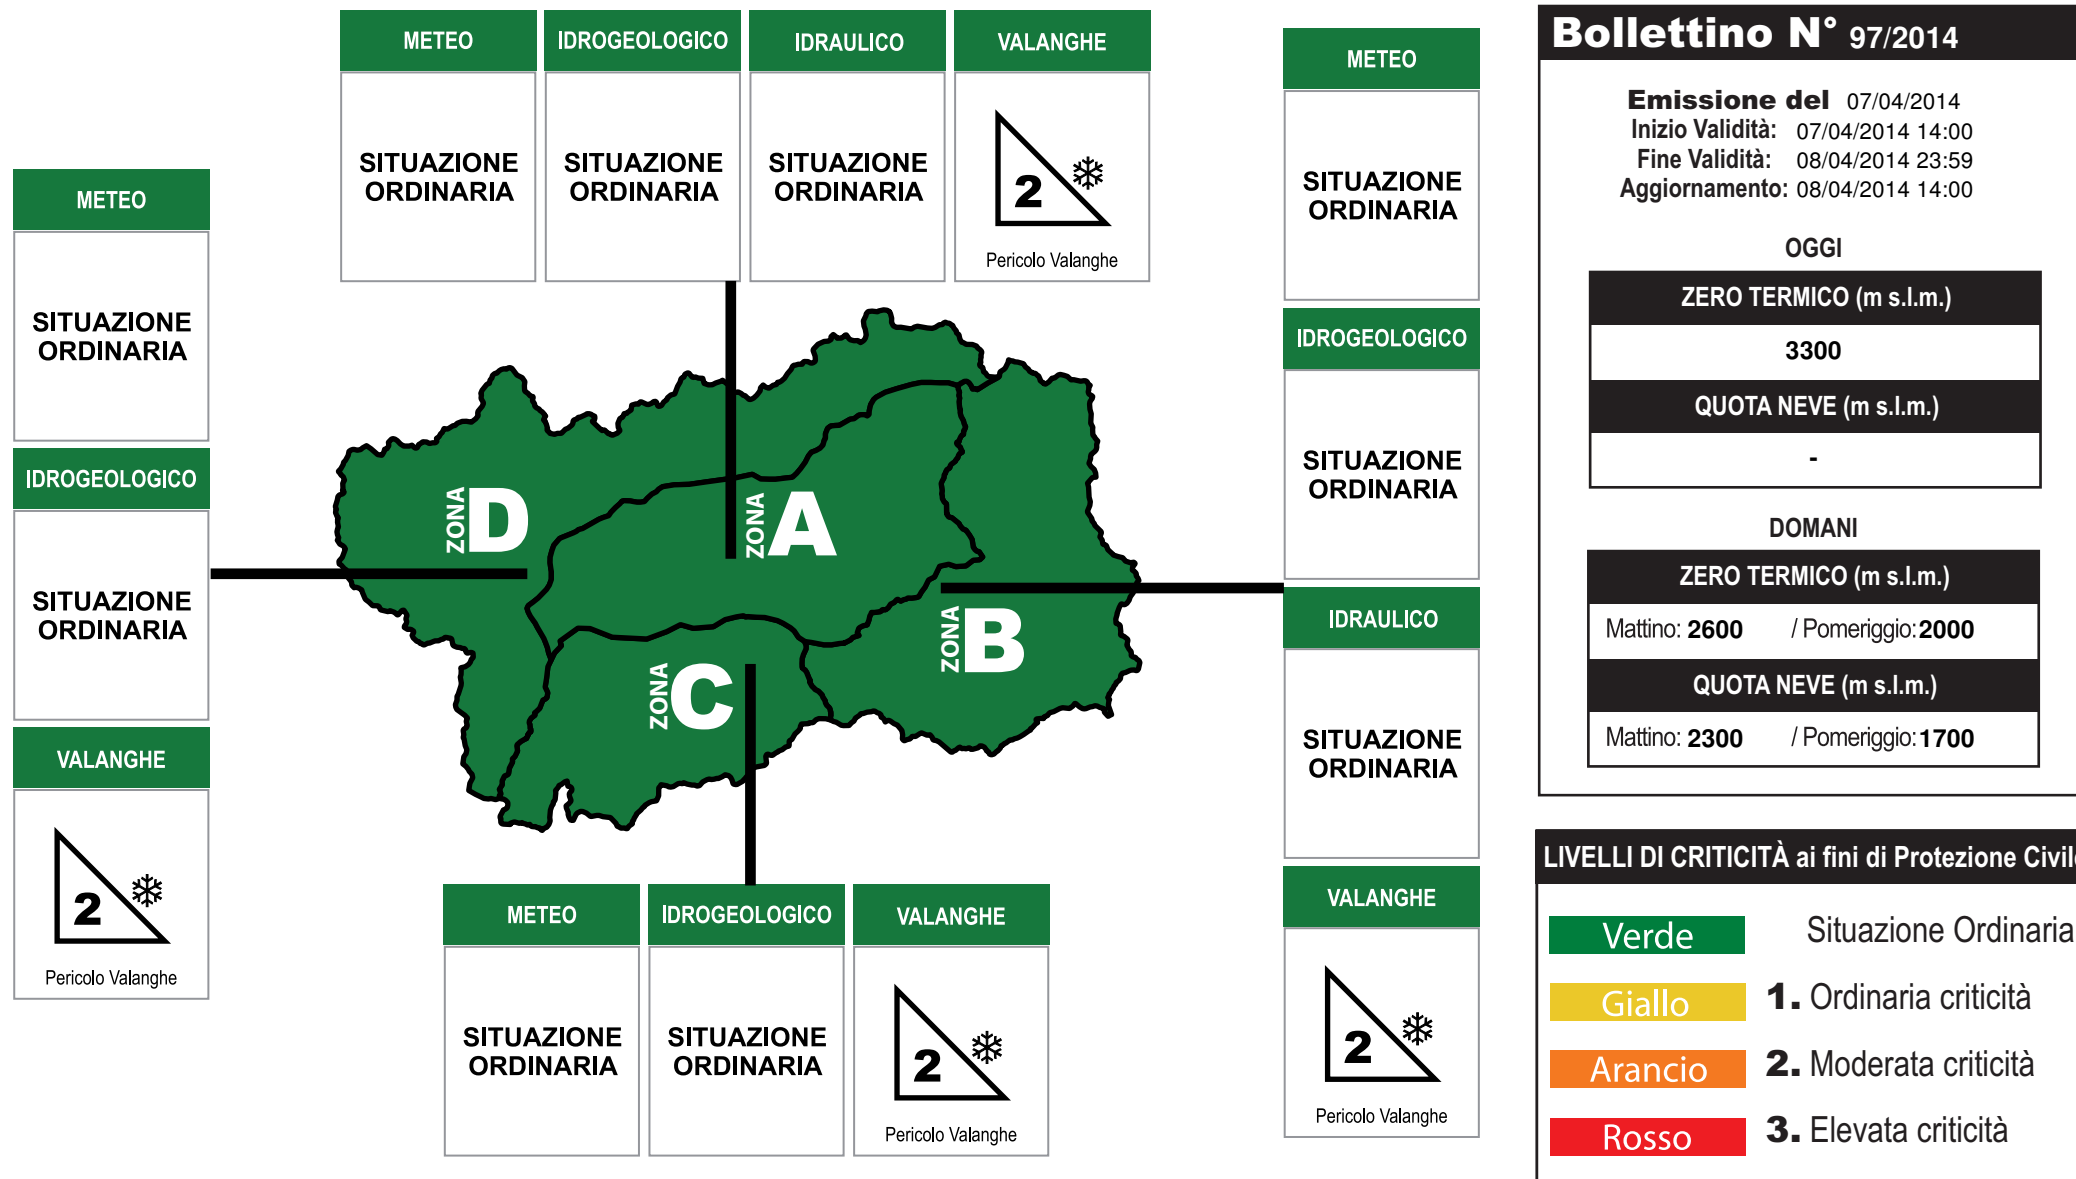 METEO
IDROGEOLOGICO
IDRAULICO
VALANGHE
SITUAZIONE
ORDINARIA
SITUAZIONE
ORDINARIA
SITUAZIONE
ORDINARIA
2
Pericolo Valanghe
METEO
SITUAZIONE
ORDINARIA
IDROGEOLOGICO
SITUAZIONE
ORDINARIA
VALANGHE
2
Pericolo Valanghe
ZONA D
ZONA A
ZONA B
ZONA C
METEO
IDROGEOLOGICO
VALANGHE
SITUAZIONE
ORDINARIA
SITUAZIONE
ORDINARIA
2
Pericolo Valanghe
METEO
SITUAZIONE
ORDINARIA
IDROGEOLOGICO
SITUAZIONE
ORDINARIA
IDRAULICO
SITUAZIONE
ORDINARIA
VALANGHE
2
Pericolo Valanghe
Bollettino N° 97/2014
Emissione del 07/04/2014
Inizio Validità: 07/04/2014 14:00
Fine Validità: 08/04/2014 23:59
Aggiornamento: 08/04/2014 14:00
OGGI
ZERO TERMICO (m s.l.m.)
3300
QUOTA NEVE (m s.l.m.)
-
DOMANI
ZERO TERMICO (m s.l.m.)
Mattino: 2600 / Pomeriggio: 2000
QUOTA NEVE (m s.l.m.)
Mattino: 2300 / Pomeriggio: 1700
LIVELLI DI CRITICITÀ ai fini di Protezione Civile
Verde Situazione Ordinaria
Giallo 1. Ordinaria criticità
Arancio 2. Moderata criticità
Rosso 3. Elevata criticità